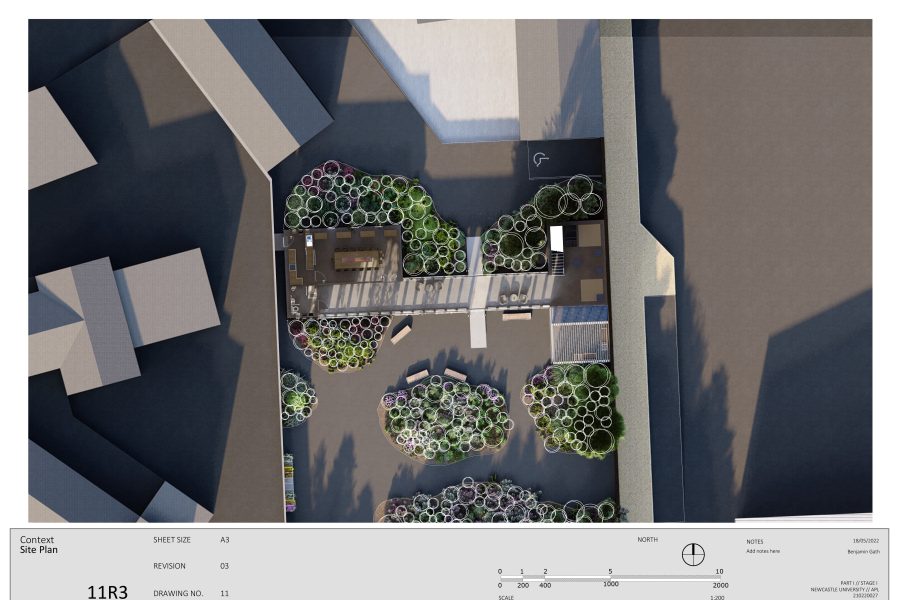 Context
Site Plan
11R3
SHEET SIZE A3
REVISION 03
DRAWING NO. 11
NORTH
0 1 2 5 10
0 200 400 1000 2000
SCALE 1:200
NOTES
Add notes here
18/05/2022
Benjamin Gath
PART I // STAGE I
NEWCASTLE UNIVERSITY // APL
210220027